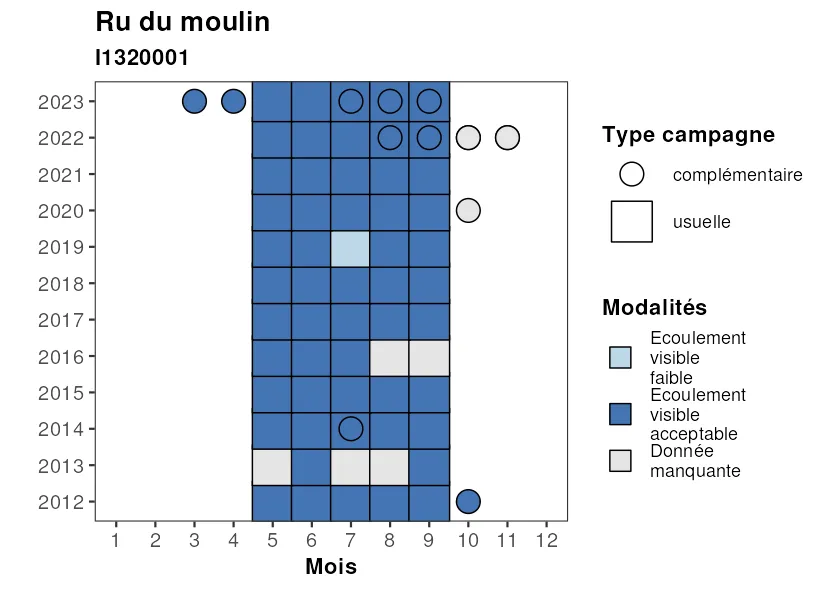 Ru du moulin
I1320001
2023
2022
2021
2020
2019
2018
2017
2016
2015
2014
2013
2012
1 2 3 4 5 6 7 8 9 10 11 12
Mois
Type campagne
complémentaire
usuelle
Modalités
Ecoulement
visible
faible
Ecoulement
visible
acceptable
Donnée
manquante